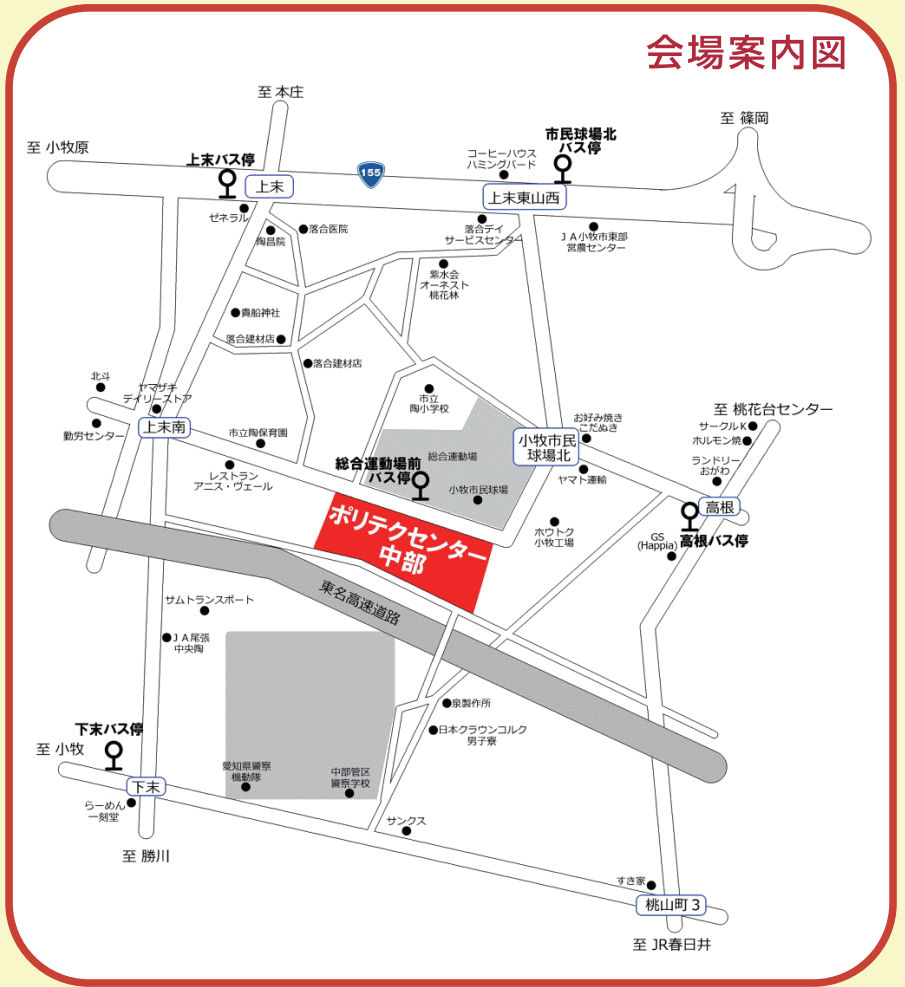 会場案内図
至 本庄
至 篠岡
至 小牧原
市民球場北
バス停
上末バス停
コーヒーハウス
ハミングバード
155
上末
上末東山西
ゼネラル
陶昌院
落合医院
落合デイ
サービスセンター
ＪＡ小牧市東部
営農センター
紫水会
オーネスト
桃花林
貴船神社
落合建材店
落合建材店
北斗
ヤマザキ
デイリーストア
市立
陶小学校
至 桃花台センター
お好み焼き
こだぬき
サークルＫ
ホルモン焼
勤労センター
上末南
市立陶保育園
小牧市民
球場北
ランドリー
おがわ
総合運動場前
バス停
総合運動場
レストラン
アニス・ヴェール
ヤマト運輸
小牧市民球場
高根
ポリテクセンター
中部
ホウトク
小牧工場
GS
(Happia)
高根バス停
東名高速道路
サムトランスポート
ＪＡ尾張
中央陶
泉製作所
日本クラウンコルク
男子寮
下末バス停
至 小牧
愛知県警察
機動隊
中部管区
警察学校
下末
らーめん
一刻堂
サンクス
至 勝川
すき家
桃山町３
至 JR春日井